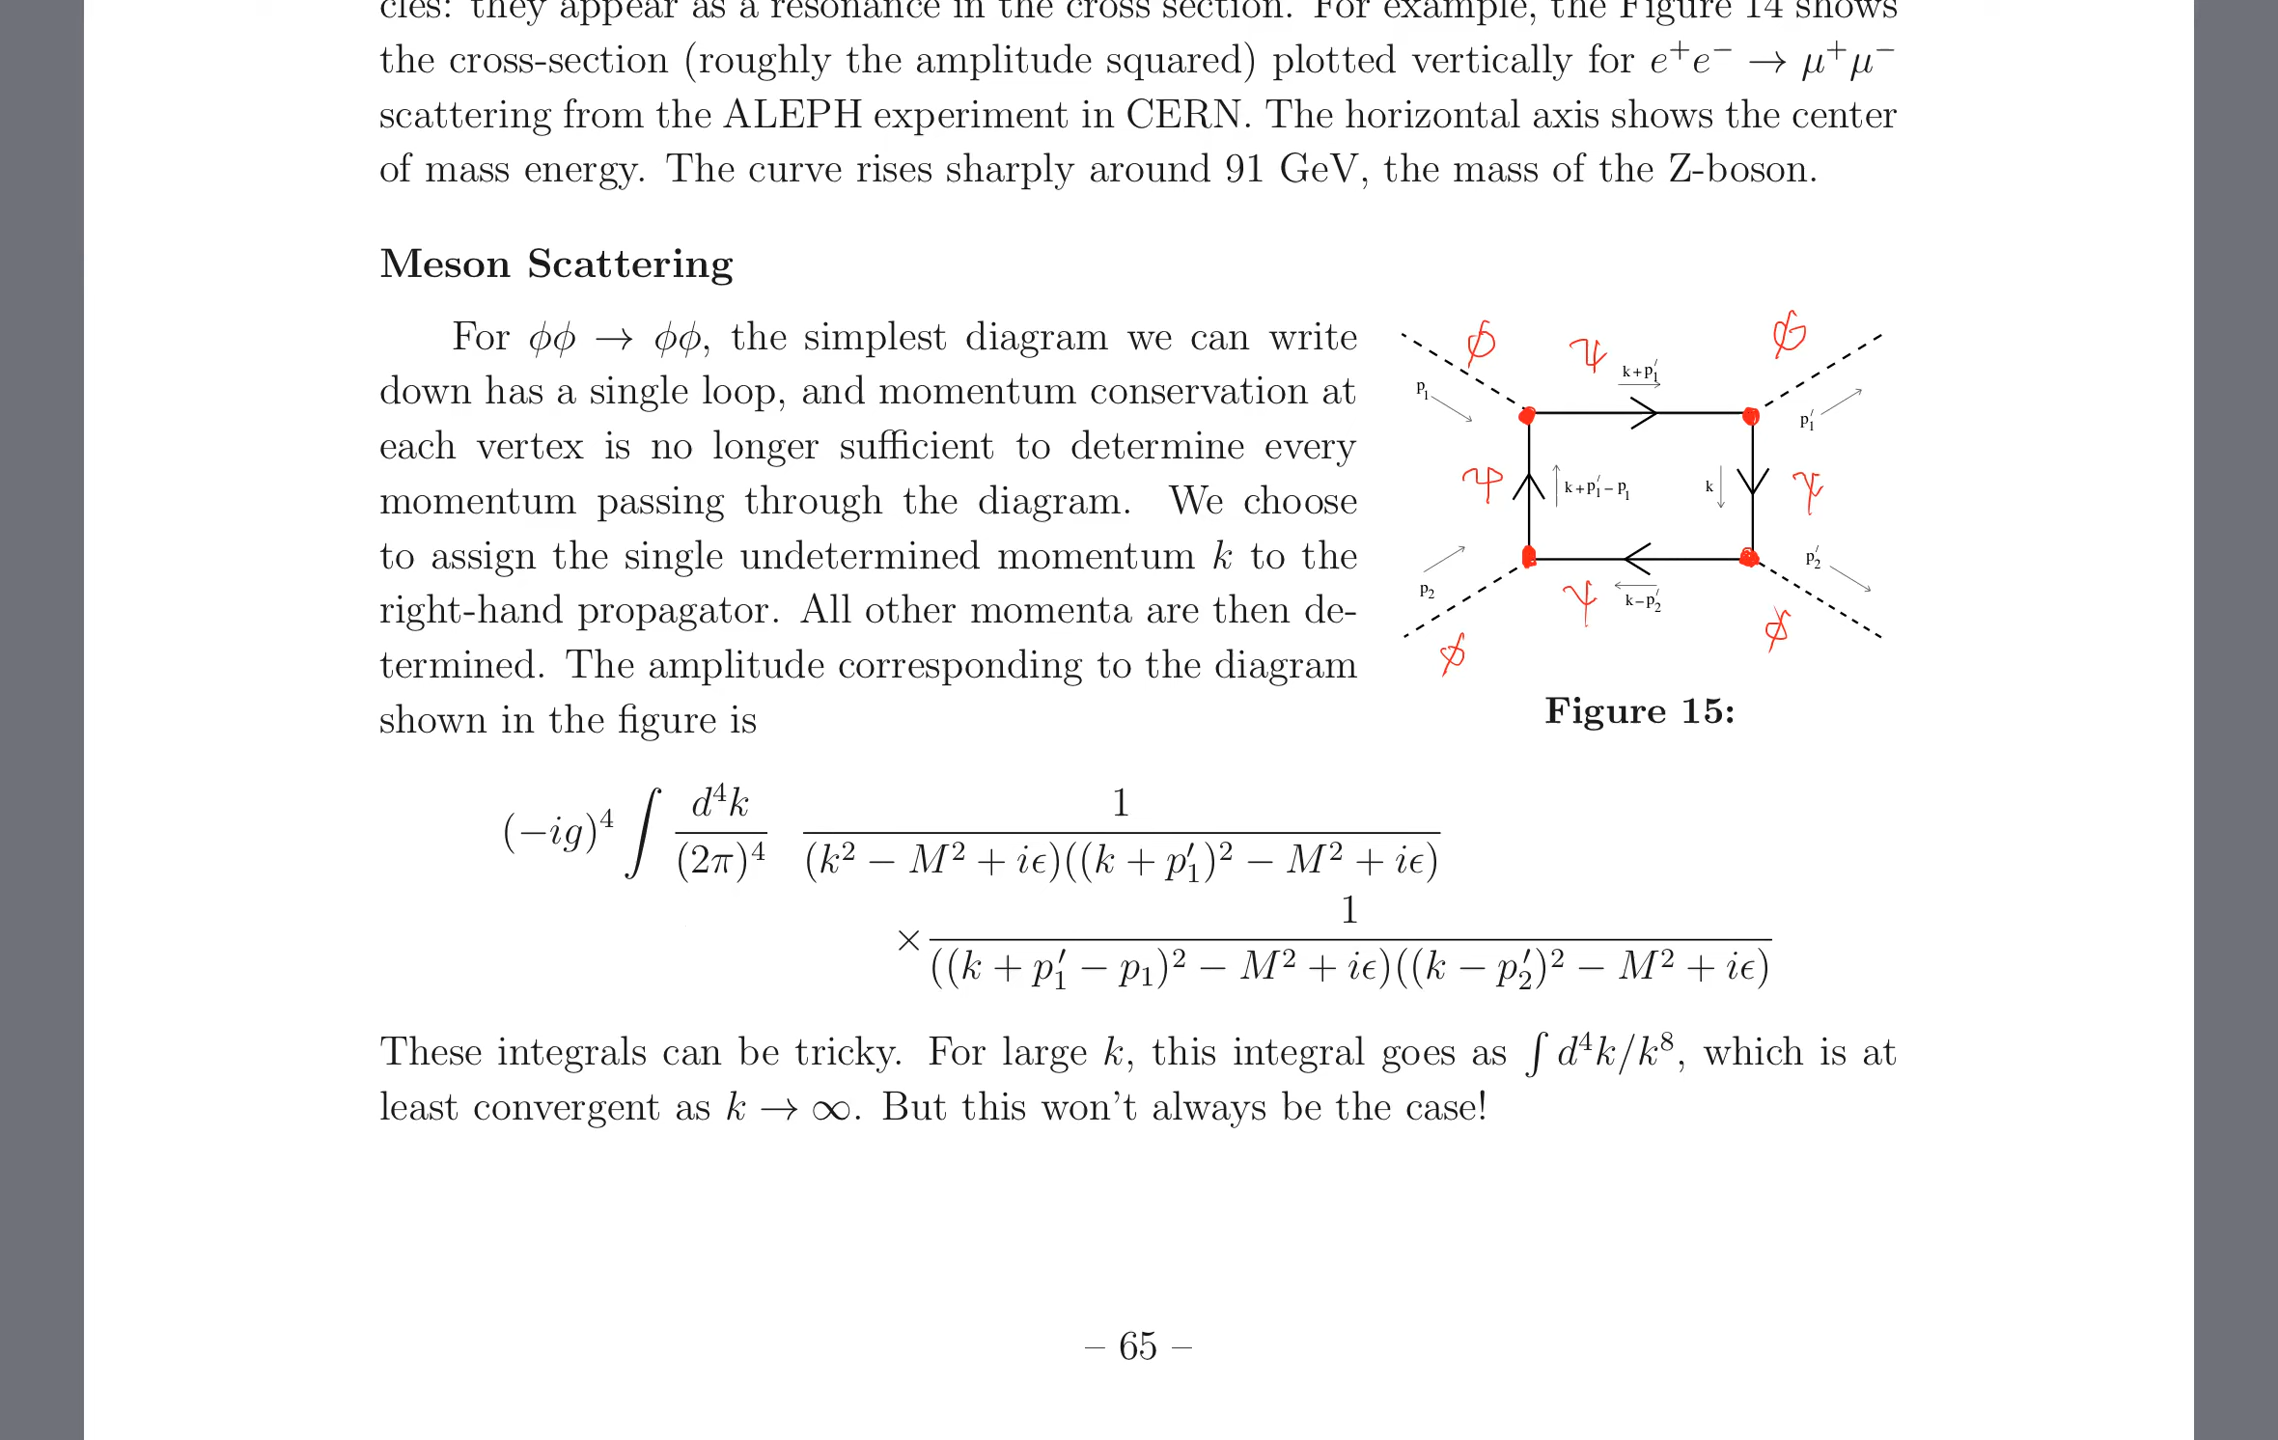 cles: they appear as a resonance in the cross section. For example, the Figure 14 shows
the cross-section (roughly the amplitude squared) plotted vertically for e⁺e⁻ → μ⁺μ⁻
scattering from the ALEPH experiment in CERN. The horizontal axis shows the center
of mass energy. The curve rises sharply around 91 GeV, the mass of the Z-boson.
Meson Scattering
For ϕϕ → ϕϕ, the simplest diagram we can write
down has a single loop, and momentum conservation at
each vertex is no longer sufficient to determine every
momentum passing through the diagram. We choose
to assign the single undetermined momentum k to the
right-hand propagator. All other momenta are then de-
termined. The amplitude corresponding to the diagram
shown in the figure is
ϕ ψ ϕ
k+p₁′
p₁ p₁′
ψ k+p₁′−p₁ k ψ
p₂ p₂′
ψ k−p₂′
ϕ ϕ
Figure 15:
(−ig)⁴ ∫ d⁴k/(2π)⁴ 1/((k² − M² + iϵ)((k + p₁′)² − M² + iϵ))
× 1/(((k + p₁′ − p₁)² − M² + iϵ)((k − p₂′)² − M² + iϵ))
These integrals can be tricky. For large k, this integral goes as ∫ d⁴k/k⁸, which is at
least convergent as k → ∞. But this won't always be the case!
– 65 –